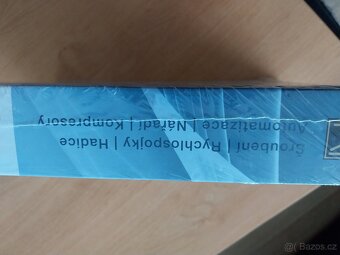 Šroubení | Rychlospojky | Hadice
Automatizace | Nářadí | Kompresory
Bazos.cz